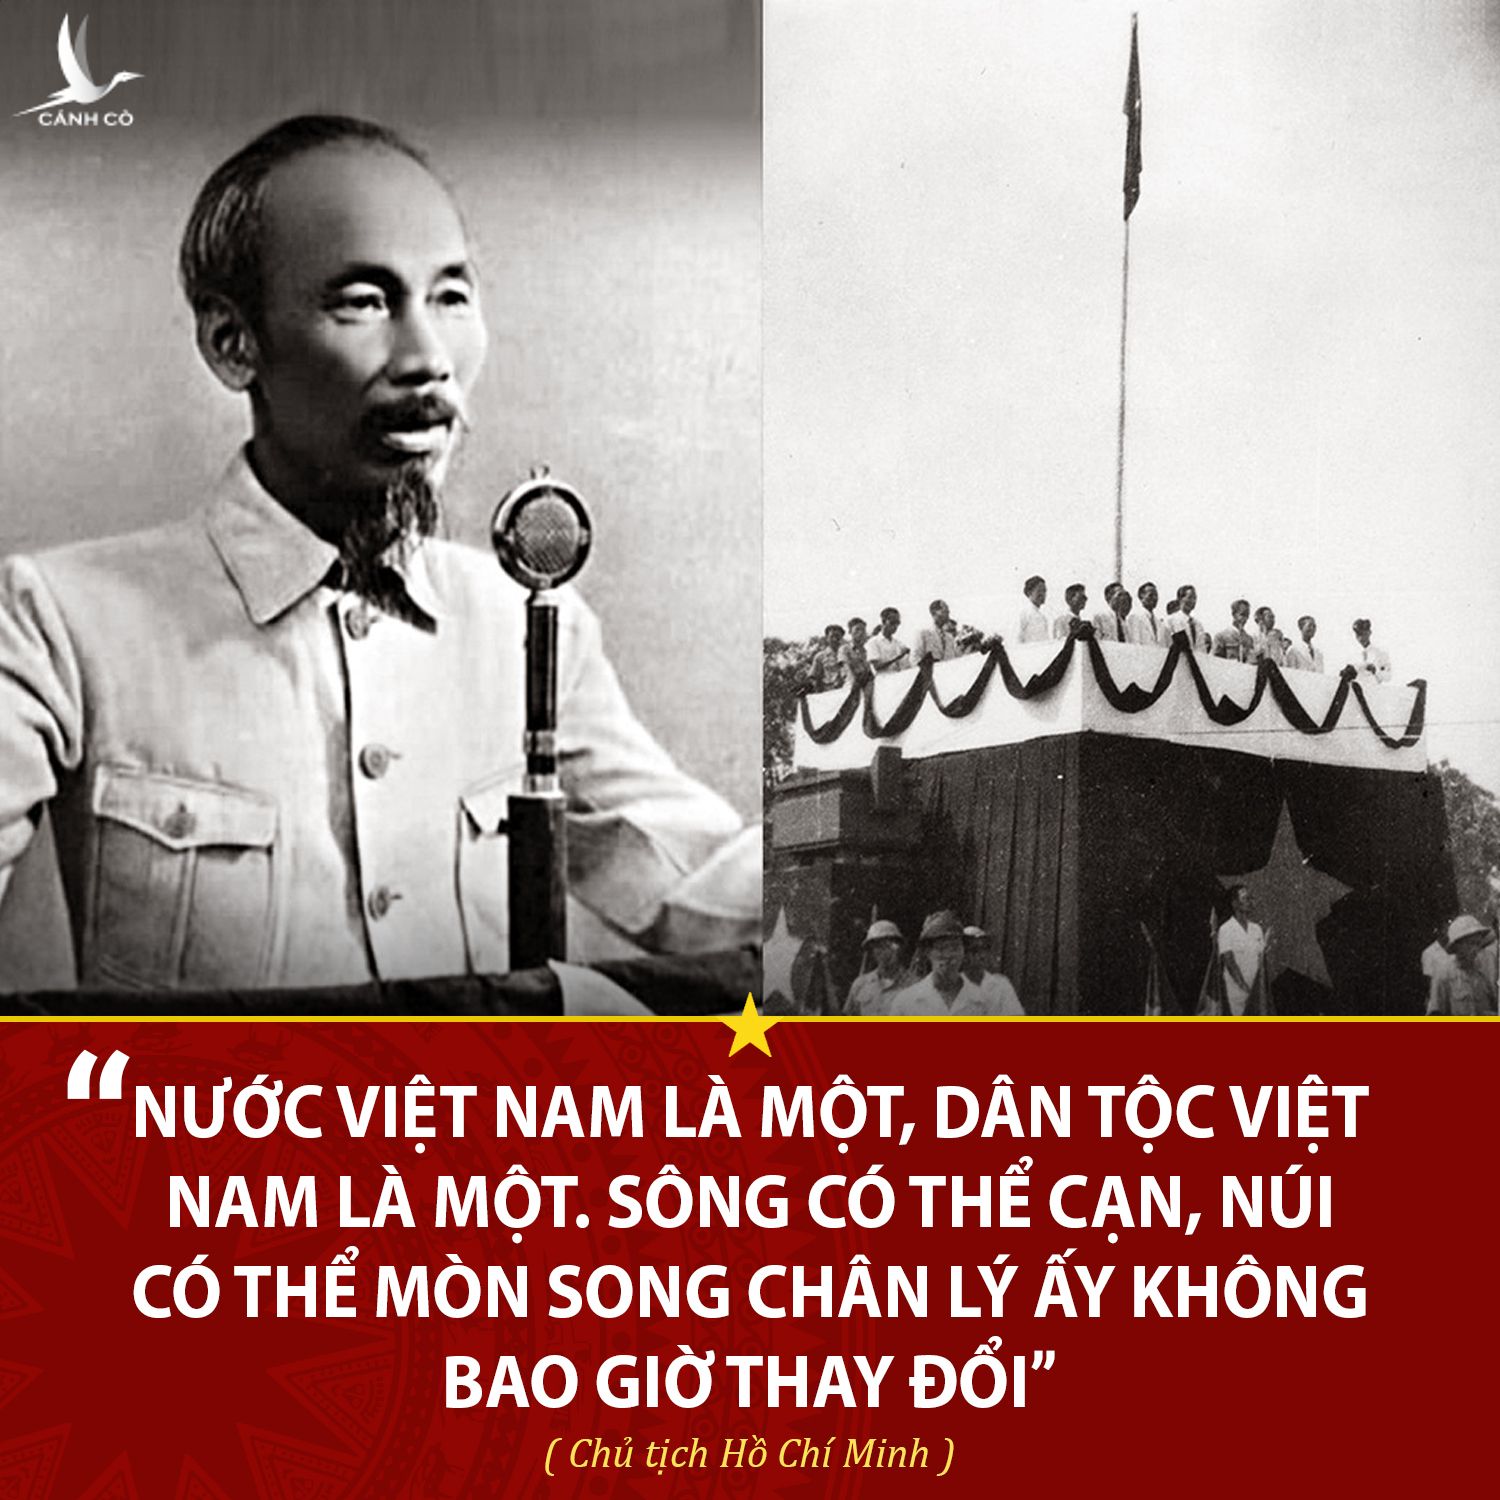 CÁNH CÒ
“NƯỚC VIỆT NAM LÀ MỘT, DÂN TỘC VIỆT
NAM LÀ MỘT. SÔNG CÓ THỂ CẠN, NÚI
CÓ THỂ MÒN SONG CHÂN LÝ ẤY KHÔNG
BAO GIỜ THAY ĐỔI”
( Chủ tịch Hồ Chí Minh )